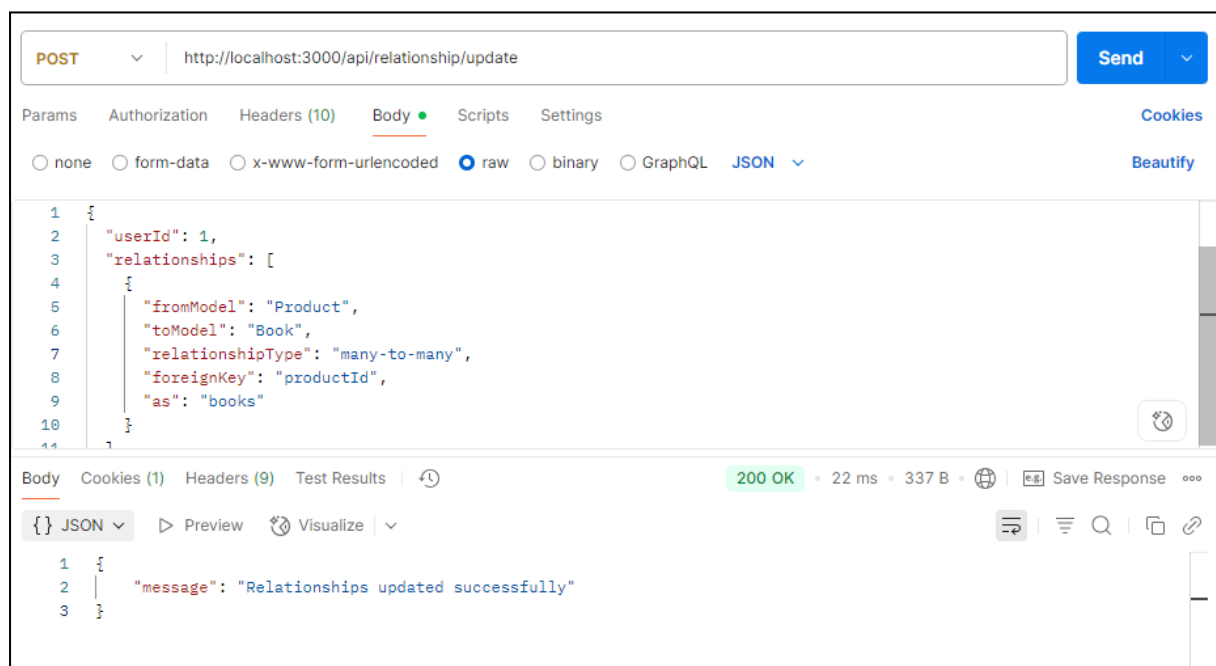 POST http://localhost:3000/api/relationship/update Send
Params Authorization Headers (10) Body Scripts Settings Cookies
none form-data x-www-form-urlencoded raw binary GraphQL JSON Beautify
1 {
2 "userId": 1,
3 "relationships": [
4 {
5 "fromModel": "Product",
6 "toModel": "Book",
7 "relationshipType": "many-to-many",
8 "foreignKey": "productId",
9 "as": "books"
10 }
11 ]
Body Cookies (1) Headers (9) Test Results 200 OK 22 ms 337 B e.g. Save Response
{} JSON Preview Visualize
1 {
2 "message": "Relationships updated successfully"
3 }